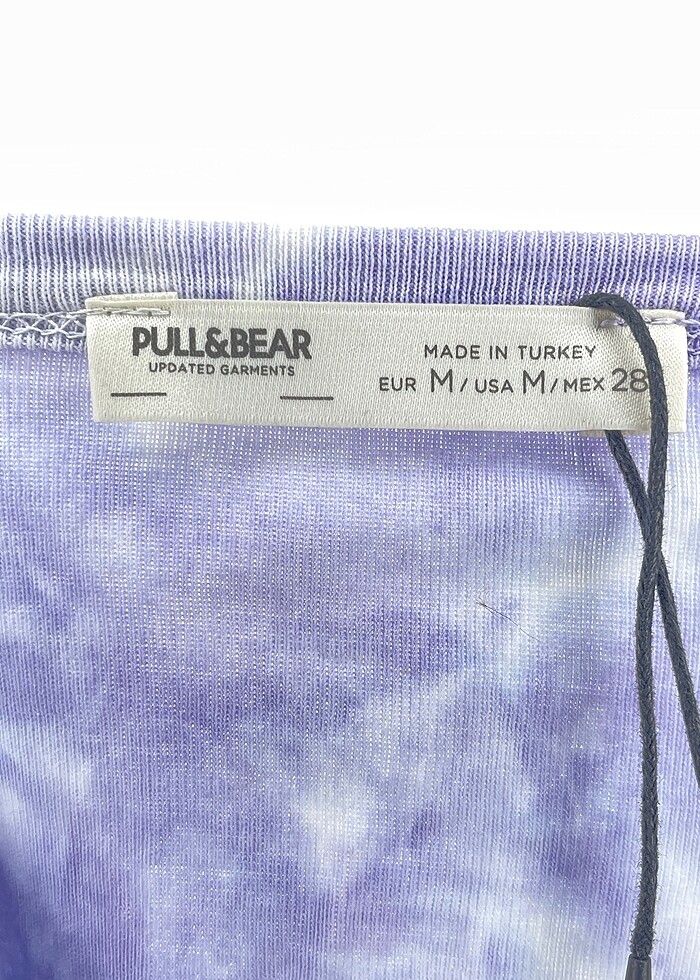 PULL&BEAR
UPDATED GARMENTS
MADE IN TURKEY
EUR M / USA M / MEX 28